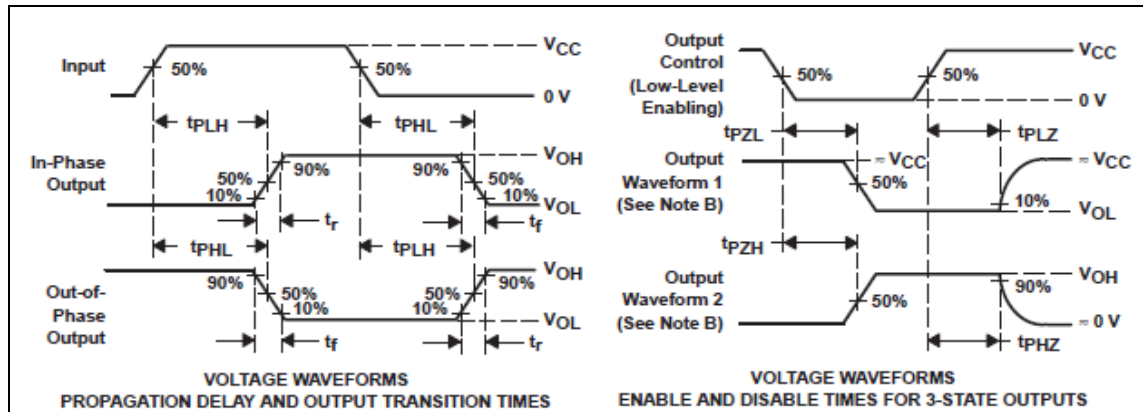 Input
50%
50%
VCC
0 V
tPLH
tPHL
In-Phase
Output
50%
10%
90%
90%
50%
10%
VOH
VOL
tr
tf
tPHL
tPLH
Out-of-
Phase
Output
90%
50%
10%
50%
10%
90%
VOH
VOL
tf
tr
VOLTAGE WAVEFORMS
PROPAGATION DELAY AND OUTPUT TRANSITION TIMES
Output
Control
(Low-Level
Enabling)
50%
50%
VCC
0 V
tPZL
tPLZ
Output
Waveform 1
(See Note B)
≈ VCC
50%
≈ VCC
10%
VOL
tPZH
Output
Waveform 2
(See Note B)
50%
90%
VOH
≈ 0 V
tPHZ
VOLTAGE WAVEFORMS
ENABLE AND DISABLE TIMES FOR 3-STATE OUTPUTS